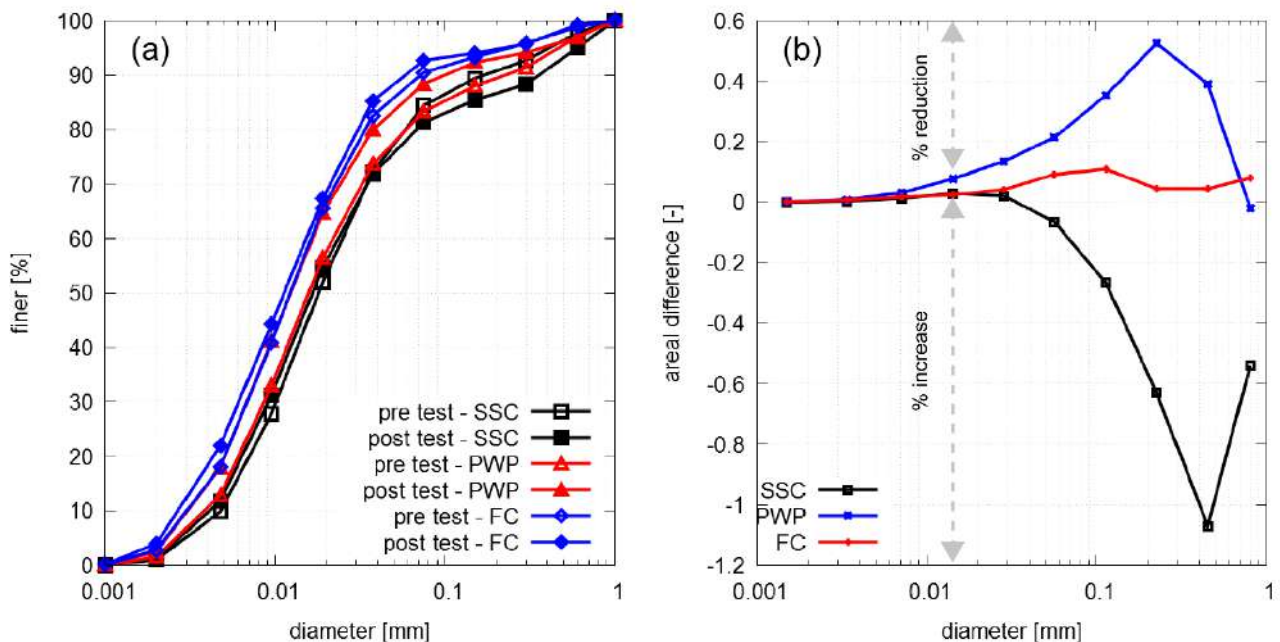 (a)
finer [%]
100
90
80
70
60
50
40
30
20
10
0
pre test - SSC
post test - SSC
pre test - PWP
post test - PWP
pre test - FC
post test - FC
0.001
0.01
0.1
1
diameter [mm]
(b)
areal difference [-]
0.6
0.4
0.2
0
-0.2
-0.4
-0.6
-0.8
-1
-1.2
% reduction
% increase
SSC
PWP
FC
0.001
0.01
0.1
1
diameter [mm]